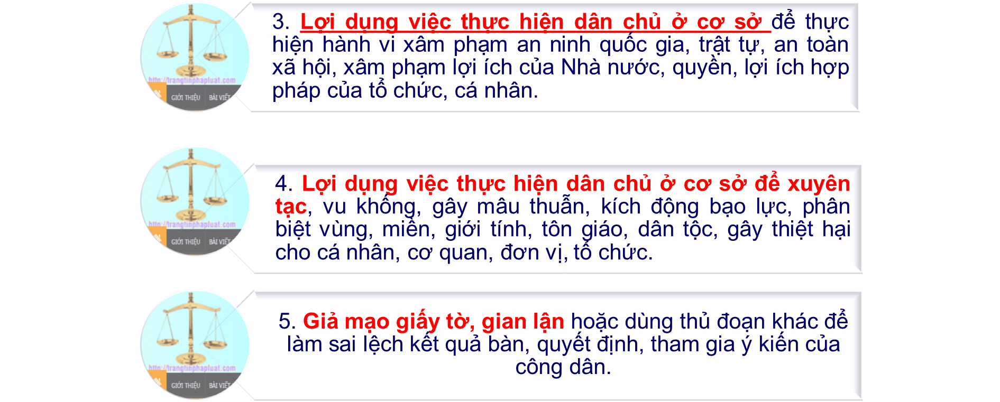 3. Lợi dụng việc thực hiện dân chủ ở cơ sở để thực
hiện hành vi xâm phạm an ninh quốc gia, trật tự, an toàn
xã hội, xâm phạm lợi ích của Nhà nước, quyền, lợi ích hợp
pháp của tổ chức, cá nhân.
http://trangtinphapluat.com
GIỚI THIỆU BÀI VIẾT
4. Lợi dụng việc thực hiện dân chủ ở cơ sở để xuyên
tạc, vu khống, gây mâu thuẫn, kích động bạo lực, phân
biệt vùng, miền, giới tính, tôn giáo, dân tộc, gây thiệt hại
cho cá nhân, cơ quan, đơn vị, tổ chức.
http://trangtinphapluat.com
GIỚI THIỆU BÀI VIẾT
5. Giả mạo giấy tờ, gian lận hoặc dùng thủ đoạn khác để
làm sai lệch kết quả bàn, quyết định, tham gia ý kiến của
công dân.
http://trangtinphapluat.com
GIỚI THIỆU BÀI VIẾT